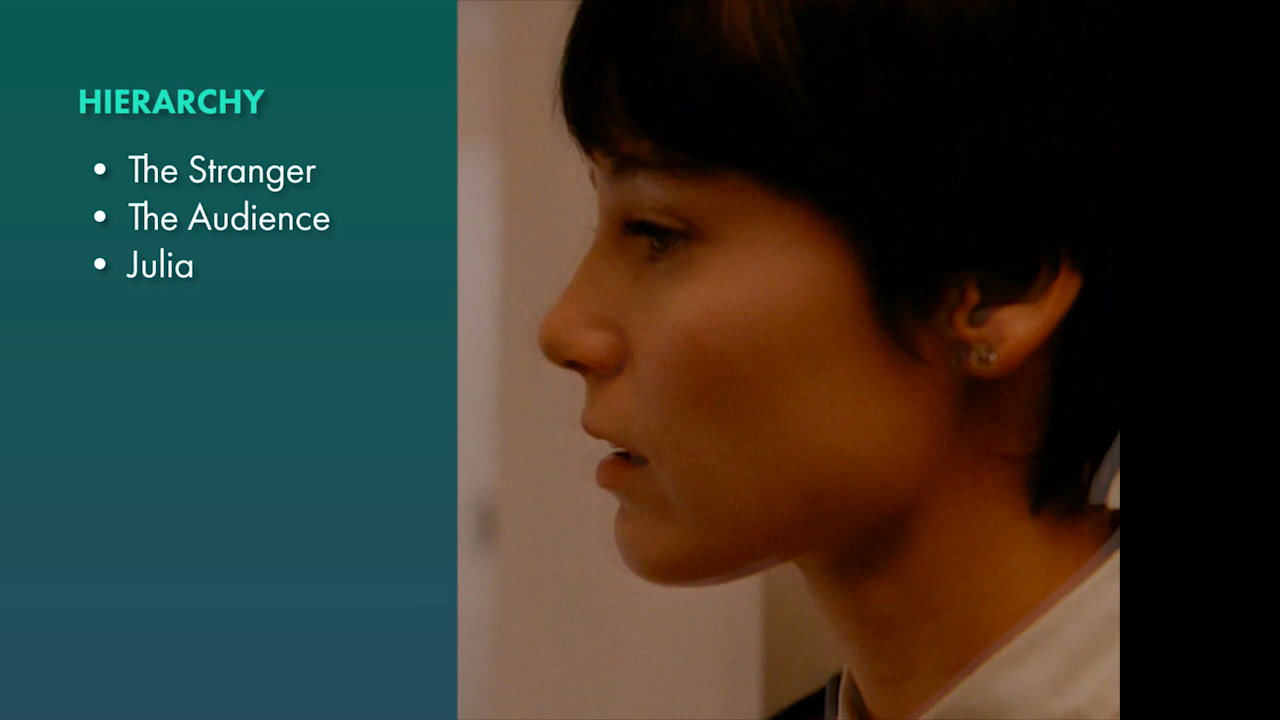 HIERARCHY
• The Stranger
• The Audience
• Julia